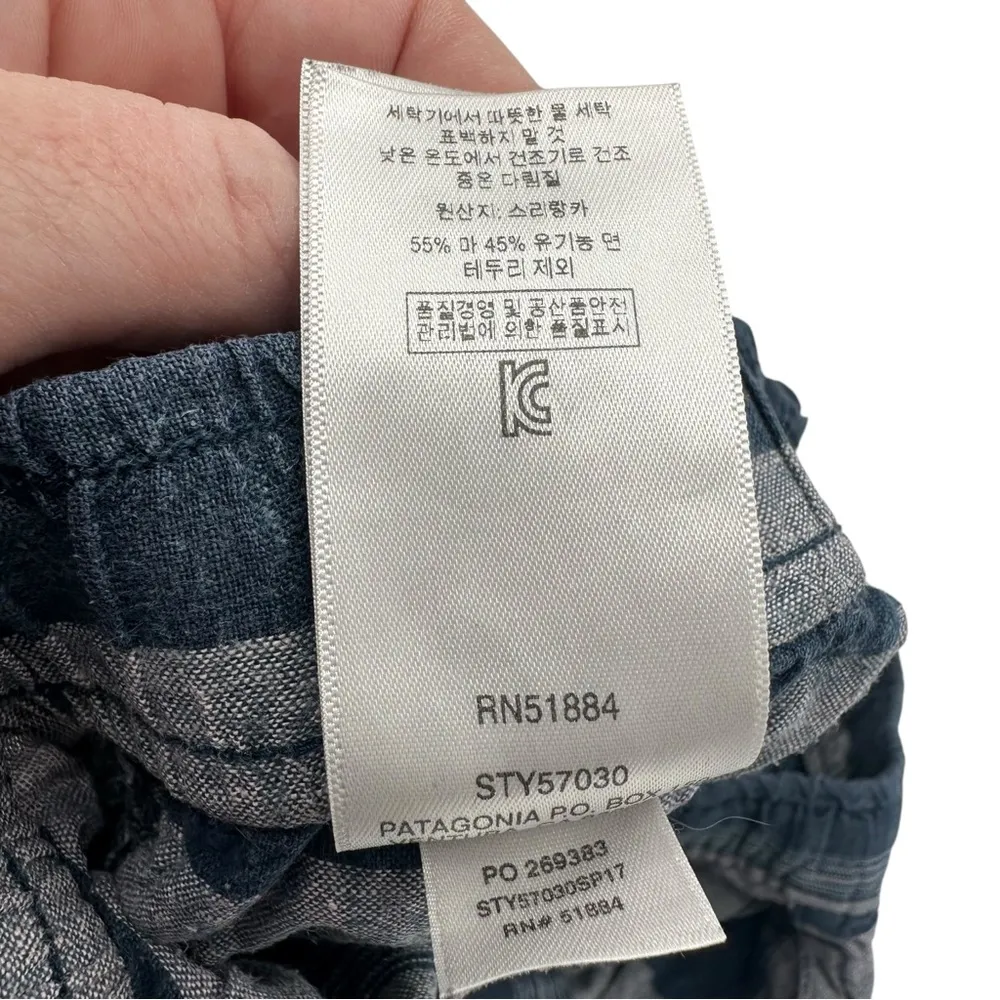 세탁기에서 따뜻한 물 세탁
표백하지 말 것
낮은 온도에서 건조기로 건조
중온 다림질
원산지: 스리랑카
55% 마 45% 유기농 면
테두리 제외
품질경영 및 공산품안전
관리법에 의한 품질표시
RN51884
STY57030
PATAGONIA P.O. BOX
PO 269383
STY57030SP17
RN# 51884